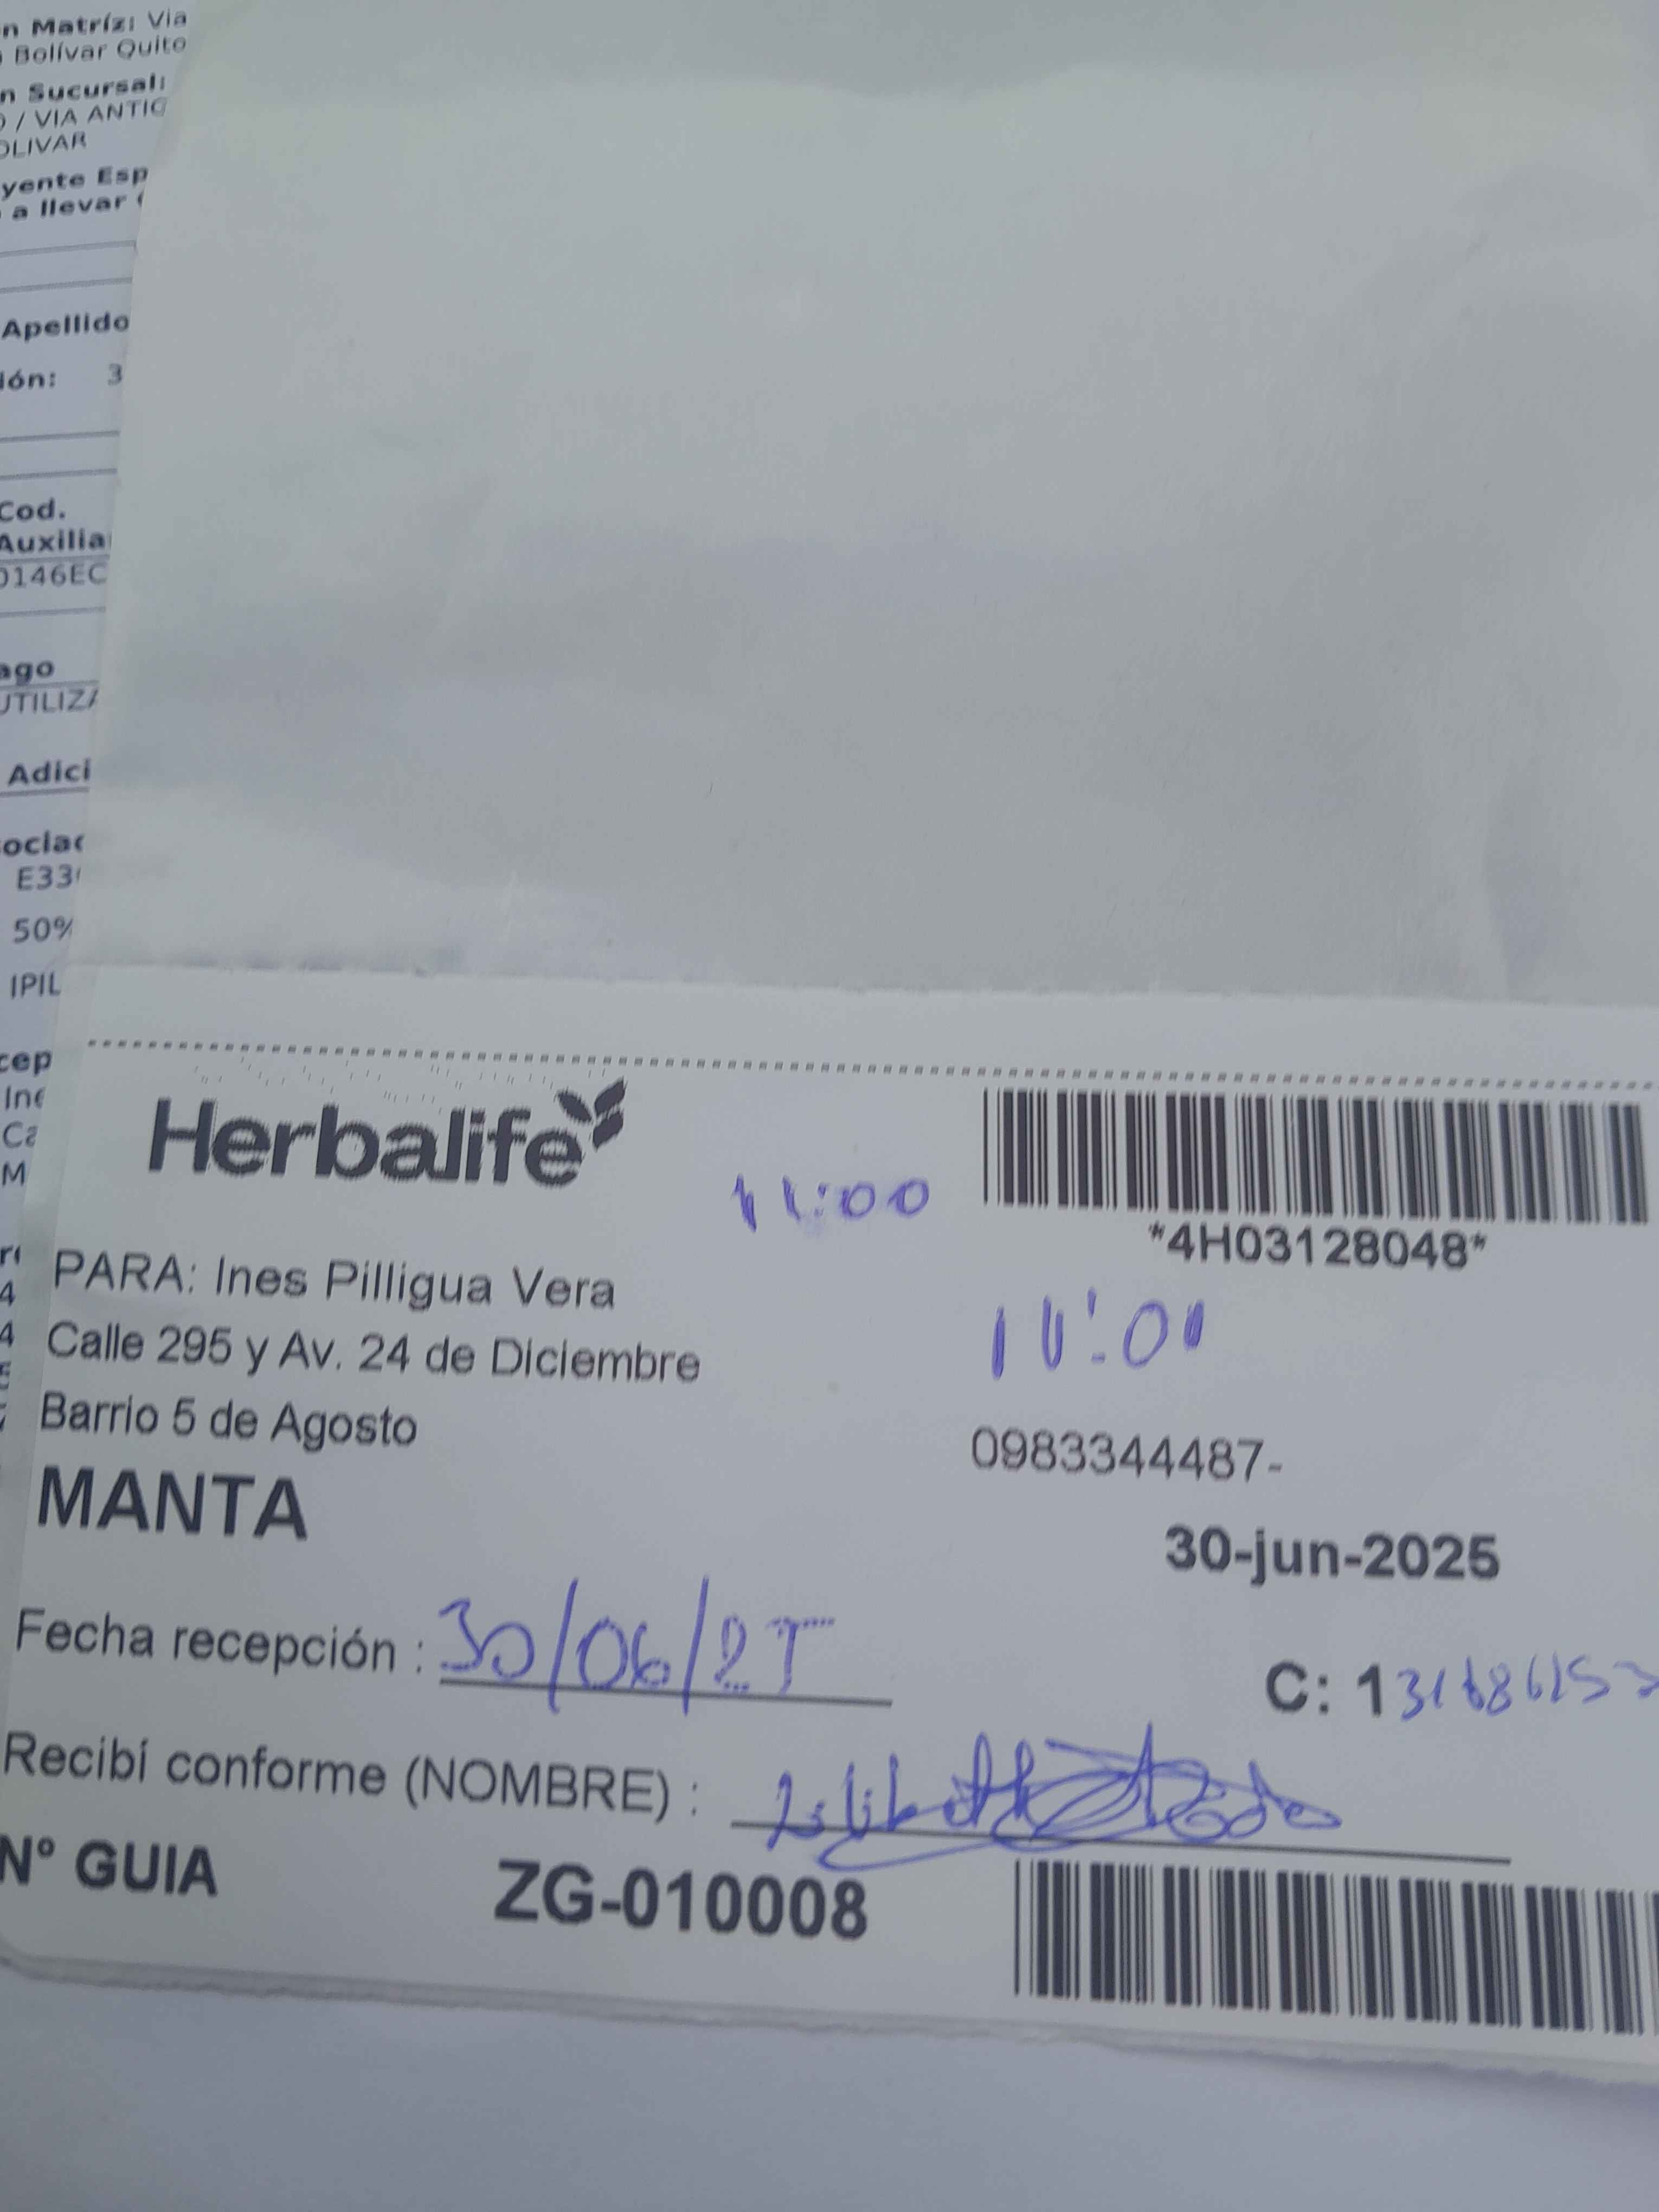 n Matríz: Via
Bolívar Quito
n Sucursal:
/ VIA ANTIG
OLIVAR
yente Esp
a llevar
Apellido
ión: 3
Cod.
Auxilia
0146EC
ago
UTILIZA
Adici
ociac
E33
50%
IPIL
cep
Ine
Ca
M
Herbalife
11:00
*4H03128048*
PARA: Ines Pilligua Vera
11:00
Calle 295 y Av. 24 de Diciembre
Barrio 5 de Agosto
0983344487-
MANTA
30-jun-2025
Fecha recepción : 30/06/25
C: 1
Recibí conforme (NOMBRE) :
N° GUIA ZG-010008